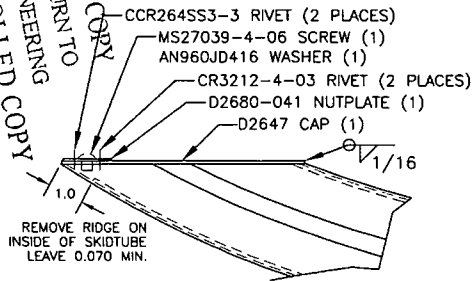 COPY
RN TO
NEERING
LLED COPY
CCR264SS3-3 RIVET (2 PLACES)
MS27039-4-06 SCREW (1)
AN960JD416 WASHER (1)
CR3212-4-03 RIVET (2 PLACES)
D2680-041 NUTPLATE (1)
D2647 CAP (1)
1/16
1.0
REMOVE RIDGE ON
INSIDE OF SKIDTUBE
LEAVE 0.070 MIN.